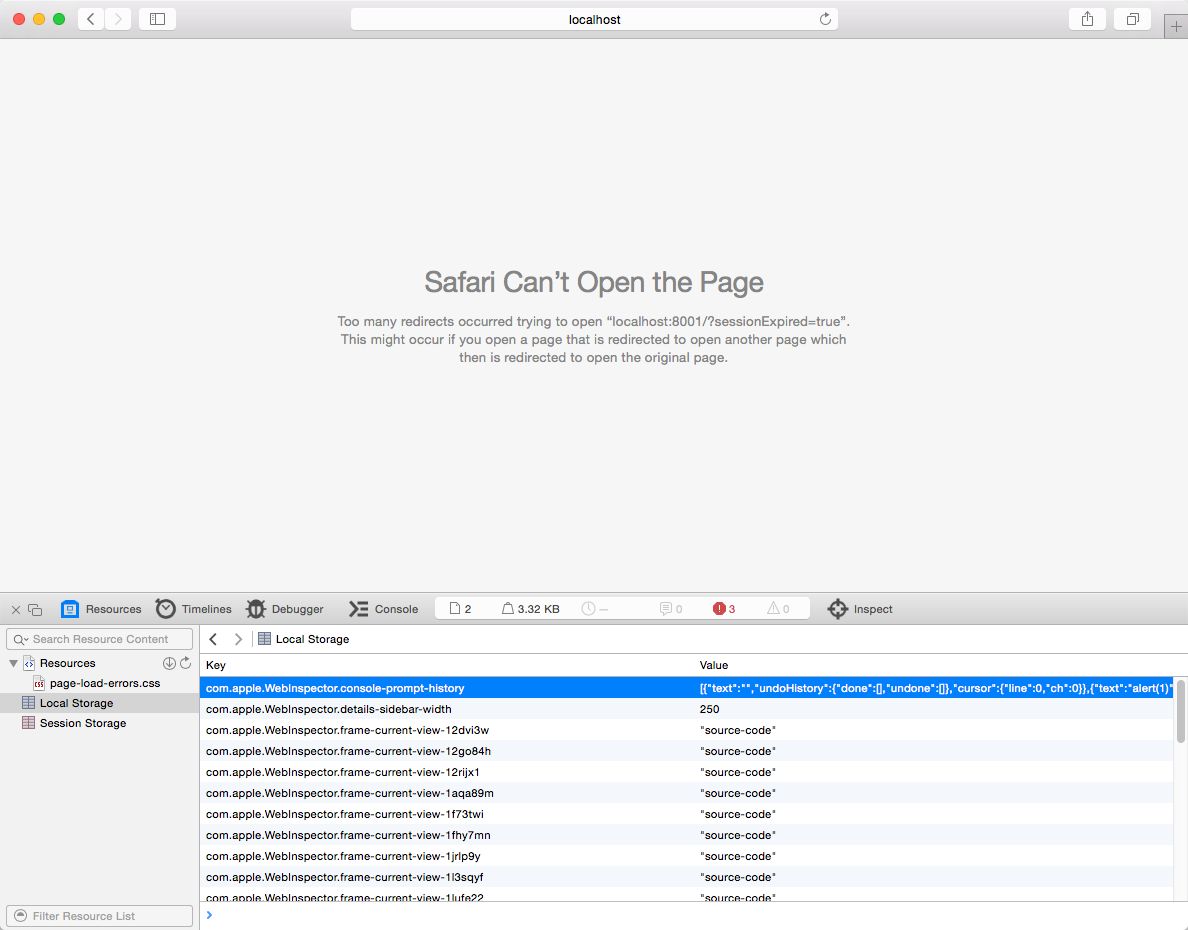 localhost
Safari Can’t Open the Page
Too many redirects occurred trying to open “localhost:8001/?sessionExpired=true”.
This might occur if you open a page that is redirected to open another page which
then is redirected to open the original page.
Resources Timelines Debugger Console 2 3.32 KB — 0 3 0 Inspect
Search Resource Content
Local Storage
Resources
page-load-errors.css
Local Storage
Session Storage
Key Value
com.apple.WebInspector.console-prompt-history [{"text":"","undoHistory":{"done":[],"undone":[]},"cursor":{"line":0,"ch":0}},{"text":"alert(1)"
com.apple.WebInspector.details-sidebar-width 250
com.apple.WebInspector.frame-current-view-12dvi3w "source-code"
com.apple.WebInspector.frame-current-view-12go84h "source-code"
com.apple.WebInspector.frame-current-view-12rijx1 "source-code"
com.apple.WebInspector.frame-current-view-1aqa89m "source-code"
com.apple.WebInspector.frame-current-view-1f73twi "source-code"
com.apple.WebInspector.frame-current-view-1fhy7mn "source-code"
com.apple.WebInspector.frame-current-view-1jrlp9y "source-code"
com.apple.WebInspector.frame-current-view-1l3sqyf "source-code"
com.apple.WebInspector.frame-current-view-1lufe22 "source-code"
Filter Resource List